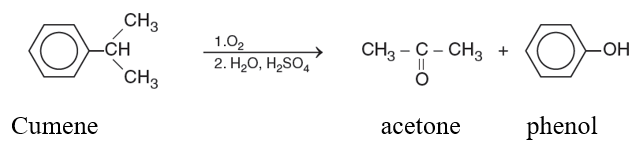 CH₃
CH
CH₃
1.O₂
2. H₂O, H₂SO₄
CH₃ – C – CH₃ +
O
OH
Cumene acetone phenol